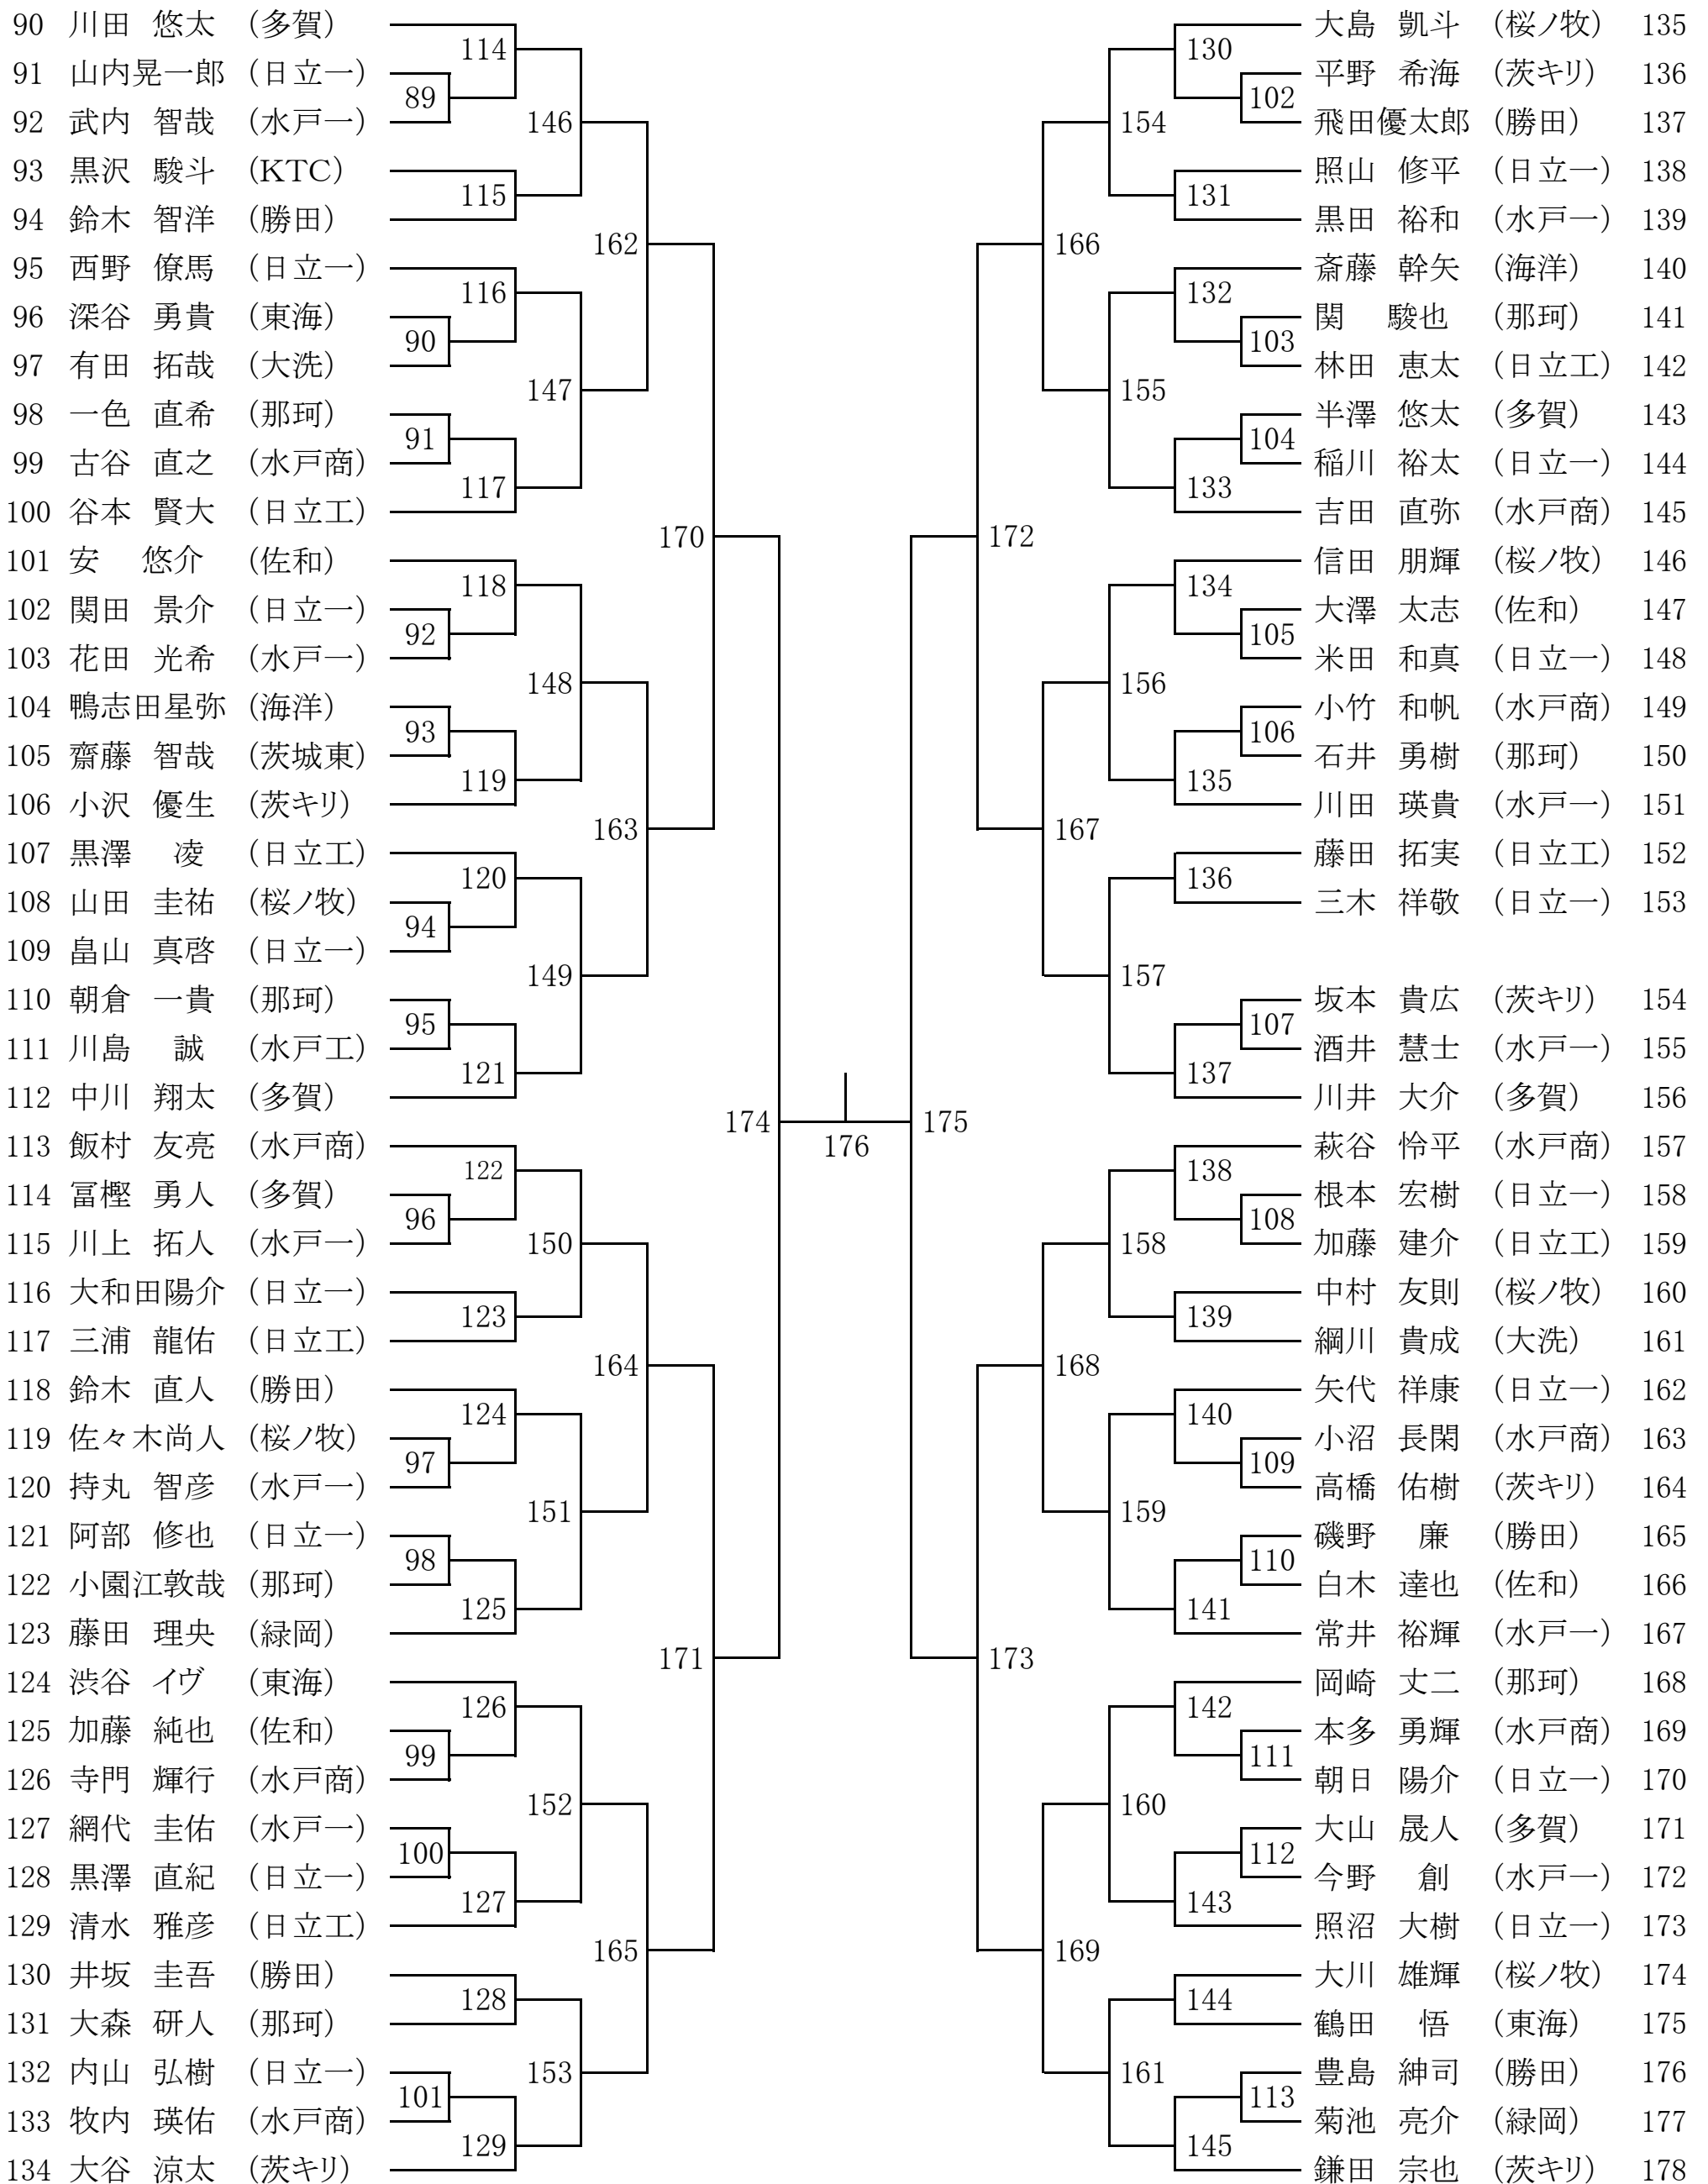 90 川田 悠太 (多賀)
91 山内晃一郎 (日立一)
92 武内 智哉 (水戸一)
93 黒沢 駿斗 (KTC)
94 鈴木 智洋 (勝田)
95 西野 僚馬 (日立一)
96 深谷 勇貴 (東海)
97 有田 拓哉 (大洗)
98 一色 直希 (那珂)
99 古谷 直之 (水戸商)
100 谷本 賢大 (日立工)
101 安 悠介 (佐和)
102 関田 景介 (日立一)
103 花田 光希 (水戸一)
104 鴨志田星弥 (海洋)
105 齋藤 智哉 (茨城東)
106 小沢 優生 (茨キリ)
107 黒澤 凌 (日立工)
108 山田 圭祐 (桜ノ牧)
109 畠山 真啓 (日立一)
110 朝倉 一貴 (那珂)
111 川島 誠 (水戸工)
112 中川 翔太 (多賀)
113 飯村 友亮 (水戸商)
114 冨樫 勇人 (多賀)
115 川上 拓人 (水戸一)
116 大和田陽介 (日立一)
117 三浦 龍佑 (日立工)
118 鈴木 直人 (勝田)
119 佐々木尚人 (桜ノ牧)
120 持丸 智彦 (水戸一)
121 阿部 修也 (日立一)
122 小園江敦哉 (那珂)
123 藤田 理央 (緑岡)
124 渋谷 イヴ (東海)
125 加藤 純也 (佐和)
126 寺門 輝行 (水戸商)
127 網代 圭佑 (水戸一)
128 黒澤 直紀 (日立一)
129 清水 雅彦 (日立工)
130 井坂 圭吾 (勝田)
131 大森 研人 (那珂)
132 内山 弘樹 (日立一)
133 牧内 瑛佑 (水戸商)
134 大谷 涼太 (茨キリ)
89
90
91
92
93
94
95
96
97
98
99
100
101
114
115
116
117
118
119
120
121
122
123
124
125
126
127
128
129
146
147
148
149
150
151
152
153
162
163
164
165
170
171
174
176
175
172
173
166
167
168
169
154
155
156
157
158
159
160
161
130
131
132
133
134
135
136
137
138
139
140
141
142
143
144
145
102
103
104
105
106
107
108
109
110
111
112
113
大島 凱斗 (桜ノ牧) 135
平野 希海 (茨キリ) 136
飛田優太郎 (勝田) 137
照山 修平 (日立一) 138
黒田 裕和 (水戸一) 139
斎藤 幹矢 (海洋) 140
関 駿也 (那珂) 141
林田 恵太 (日立工) 142
半澤 悠太 (多賀) 143
稲川 裕太 (日立一) 144
吉田 直弥 (水戸商) 145
信田 朋輝 (桜ノ牧) 146
大澤 太志 (佐和) 147
米田 和真 (日立一) 148
小竹 和帆 (水戸商) 149
石井 勇樹 (那珂) 150
川田 瑛貴 (水戸一) 151
藤田 拓実 (日立工) 152
三木 祥敬 (日立一) 153
坂本 貴広 (茨キリ) 154
酒井 慧士 (水戸一) 155
川井 大介 (多賀) 156
萩谷 怜平 (水戸商) 157
根本 宏樹 (日立一) 158
加藤 建介 (日立工) 159
中村 友則 (桜ノ牧) 160
綱川 貴成 (大洗) 161
矢代 祥康 (日立一) 162
小沼 長閑 (水戸商) 163
高橋 佑樹 (茨キリ) 164
磯野 廉 (勝田) 165
白木 達也 (佐和) 166
常井 裕輝 (水戸一) 167
岡崎 丈二 (那珂) 168
本多 勇輝 (水戸商) 169
朝日 陽介 (日立一) 170
大山 晟人 (多賀) 171
今野 創 (水戸一) 172
照沼 大樹 (日立一) 173
大川 雄輝 (桜ノ牧) 174
鶴田 悟 (東海) 175
豊島 紳司 (勝田) 176
菊池 亮介 (緑岡) 177
鎌田 宗也 (茨キリ) 178